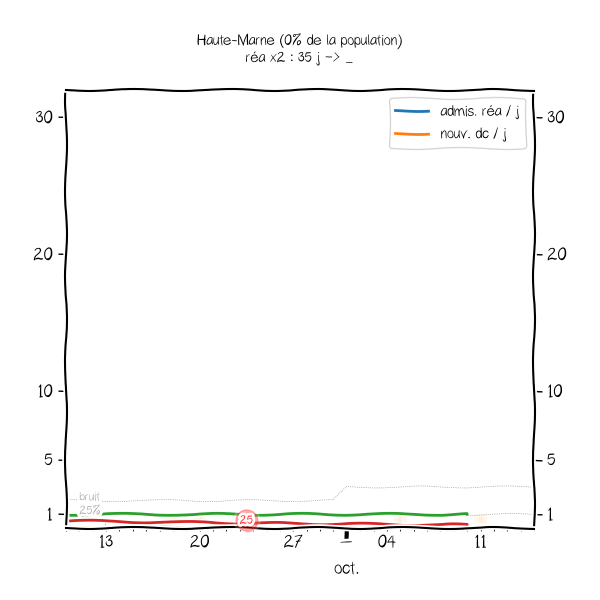 Haute-Marne (0% de la population)
réa x2 : 35 j -> _
admis. réa / j
nouv. dc / j
30 30
20 20
10 10
5 5
bruit
25%
1 25 1
13 20 27 _ 04 11
oct.